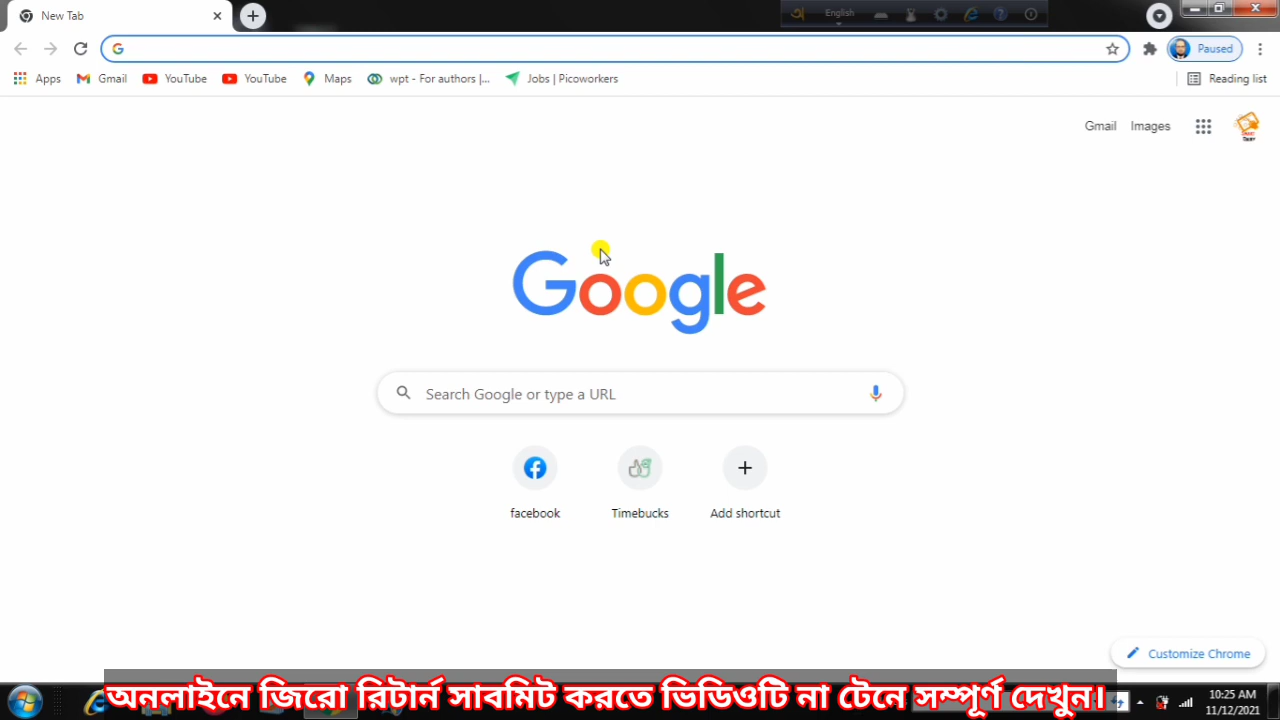 New Tab
English
Paused
Apps
Gmail
YouTube
YouTube
Maps
wpt - For authors |...
Jobs | Picoworkers
Reading list
Gmail
Images
Google
Search Google or type a URL
facebook
Timebucks
Add shortcut
Customize Chrome
অনলাইনে জিরো রিটার্ন সাবমিট করতে ভিডিওটি না টেনে সম্পূর্ণ দেখুন।
10:25 AM
11/12/2021